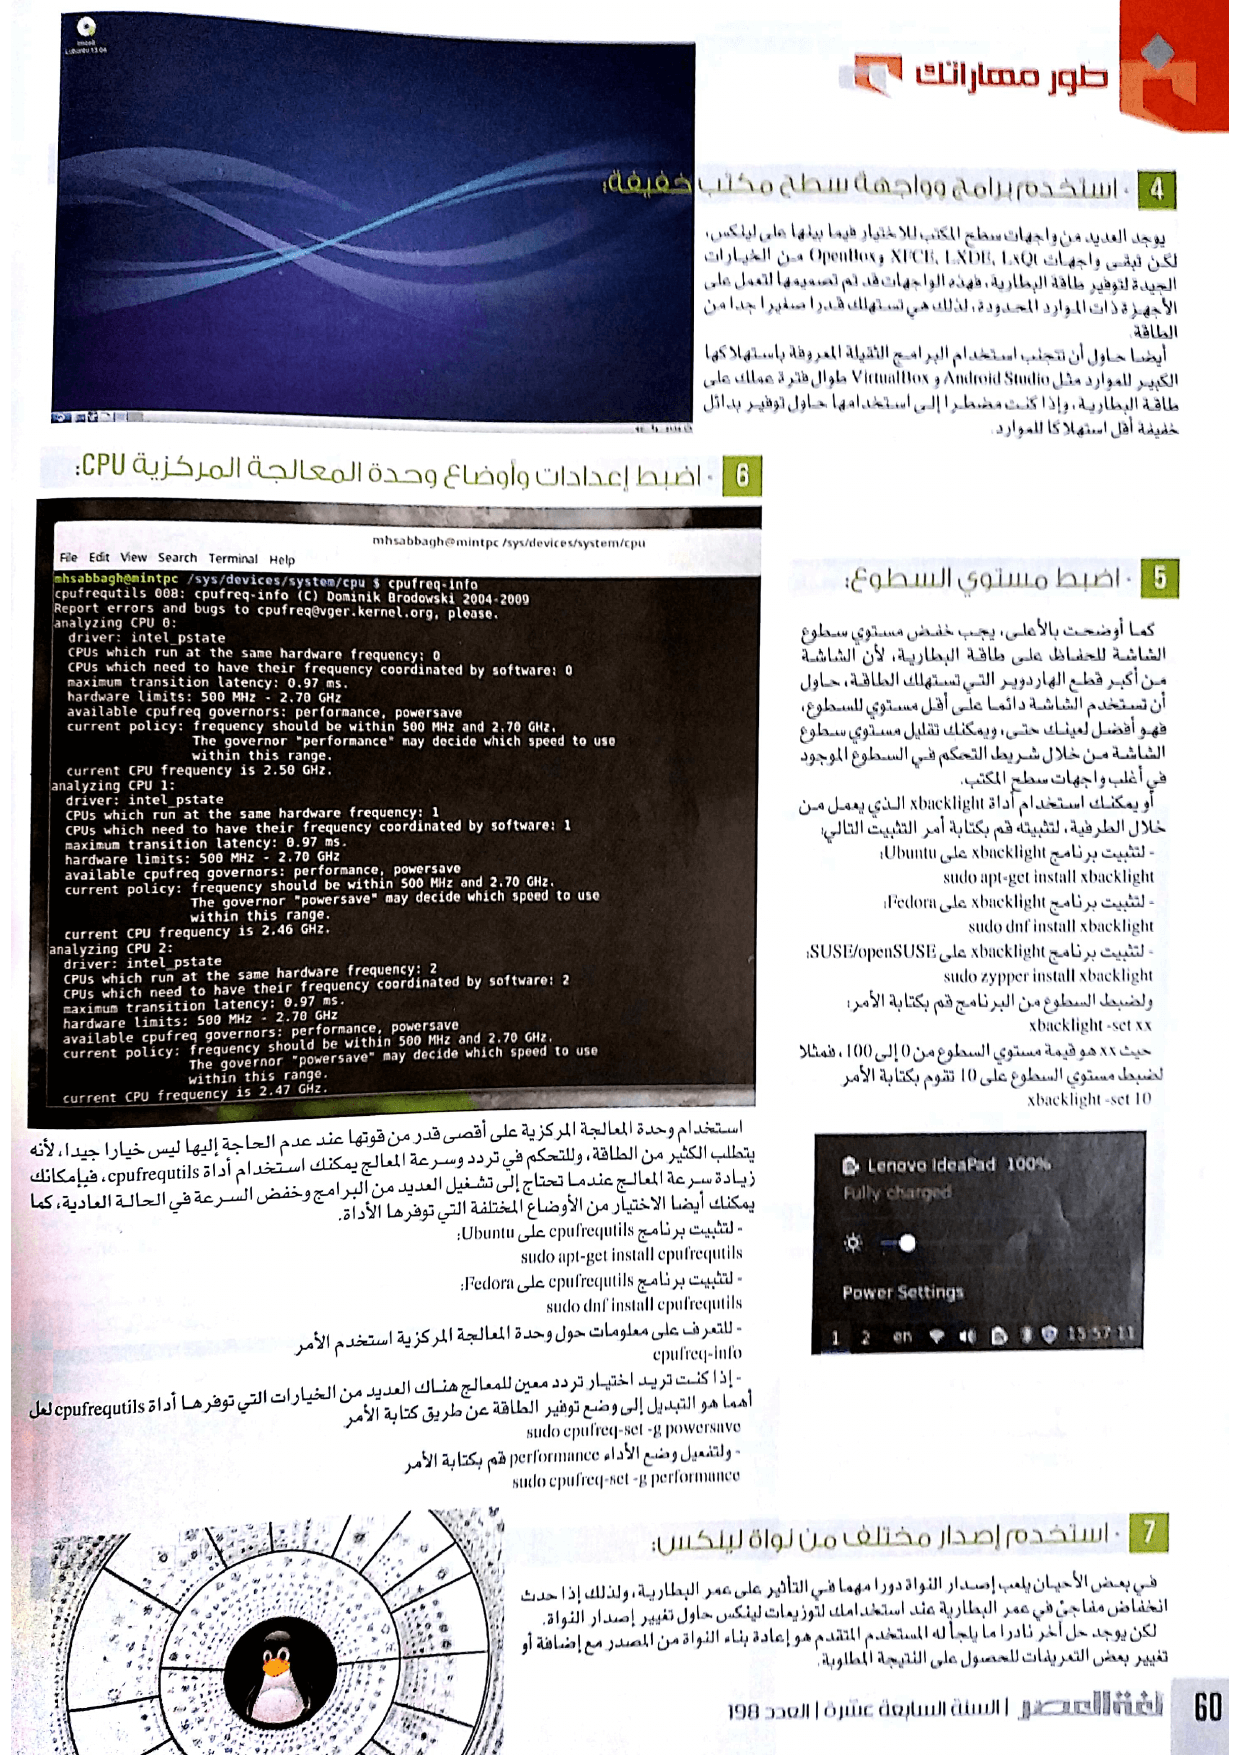 طور مهاراتك
4 - استخدم برامج وواجهة سطح مكتب خفيفة:
يوجد العديد من واجهات سطح المكتب للاختيار فيما بينها على لينكس،
لكن تبقى واجهات XFCE, LXDE, LxQt وOpenBox من الخيارات
الجيدة لتوفير طاقة البطارية، فهذه الواجهات قد تم تصميمها لتعمل على
الأجهزة ذات الموارد المحدودة، لذلك هي تستهلك قدرا صغيرا جدا من
الطاقة.
أيضا حاول أن تتجنب استخدام البرامج الثقيلة المعروفة باستهلاكها
الكبير للموارد مثل Android Studio و VirtualBox طوال فترة عملك على
طاقة البطارية، وإذا كنت مضطرا إلى استخدامها حاول توفير بدائل
خفيفة أقل استهلاكا للموارد.
5 - اضبط مستوي السطوع:
كما أوضحت بالأعلى، يجب خفض مستوي سطوع
الشاشة للحفاظ على طاقة البطارية، لأن الشاشة
من أكبر قطع الهاردوير التي تستهلك الطاقة، حاول
أن تستخدم الشاشة دائما على أقل مستوي للسطوع،
فهو أفضل لعينك حتى، ويمكنك تقليل مستوي سطوع
الشاشة من خلال شريط التحكم في السطوع الموجود
في أغلب واجهات سطح المكتب.
أو يمكنك استخدام أداة xbacklight الذي يعمل من
خلال الطرفية، لتثبيته قم بكتابة أمر التثبيت التالي:
- لتثبيت برنامج xbacklight على Ubuntu:
sudo apt-get install xbacklight
- لتثبيت برنامج xbacklight على Fedora:
sudo dnf install xbacklight
- لتثبيت برنامج xbacklight على SUSE/openSUSE:
sudo zypper install xbacklight
ولضبط السطوع من البرنامج قم بكتابة الأمر:
xbacklight -set xx
حيث xx هو قيمة مستوي السطوع من 0 إلى 100، فمثلا
لضبط مستوي السطوع على 10 تقوم بكتابة الأمر
xbacklight -set 10
Lenovo IdeaPad 100%
Fully charged
Power Settings
1 2 en 15:57 11
6 - اضبط إعدادات وأوضاع وحدة المعالجة المركزية CPU:
mhsabbagh@mintpc /sys/devices/system/cpu
File Edit View Search Terminal Help
mhsabbagh@mintpc /sys/devices/system/cpu $ cpufreq-info
cpufrequtils 008: cpufreq-info (C) Dominik Brodowski 2004-2009
Report errors and bugs to cpufreq@vger.kernel.org, please.
analyzing CPU 0:
driver: intel_pstate
CPUs which run at the same hardware frequency: 0
CPUs which need to have their frequency coordinated by software: 0
maximum transition latency: 0.97 ms.
hardware limits: 500 MHz - 2.70 GHz
available cpufreq governors: performance, powersave
current policy: frequency should be within 500 MHz and 2.70 GHz.
The governor "performance" may decide which speed to use
within this range.
current CPU frequency is 2.50 GHz.
analyzing CPU 1:
driver: intel_pstate
CPUs which run at the same hardware frequency: 1
CPUs which need to have their frequency coordinated by software: 1
maximum transition latency: 0.97 ms.
hardware limits: 500 MHz - 2.70 GHz
available cpufreq governors: performance, powersave
current policy: frequency should be within 500 MHz and 2.70 GHz.
The governor "powersave" may decide which speed to use
within this range.
current CPU frequency is 2.46 GHz.
analyzing CPU 2:
driver: intel_pstate
CPUs which run at the same hardware frequency: 2
CPUs which need to have their frequency coordinated by software: 2
maximum transition latency: 0.97 ms.
hardware limits: 500 MHz - 2.70 GHz
available cpufreq governors: performance, powersave
current policy: frequency should be within 500 MHz and 2.70 GHz.
The governor "powersave" may decide which speed to use
within this range.
current CPU frequency is 2.47 GHz.
استخدام وحدة المعالجة المركزية على أقصى قدر من قوتها عند عدم الحاجة إليها ليس خيارا جيدا، لأنه
يتطلب الكثير من الطاقة، وللتحكم في تردد وسرعة المعالج يمكنك استخدام أداة cpufrequtils، فبإمكانك
زيادة سرعة المعالج عندما تحتاج إلى تشغيل العديد من البرامج وخفض السرعة في الحالة العادية، كما
يمكنك أيضا الاختيار من الأوضاع المختلفة التي توفرها الأداة.
- لتثبيت برنامج cpufrequtils على Ubuntu:
sudo apt-get install cpufrequtils
- لتثبيت برنامج cpufrequtils على Fedora:
sudo dnf install cpufrequtils
- للتعرف على معلومات حول وحدة المعالجة المركزية استخدم الأمر
cpufreq-info
- إذا كنت تريد اختيار تردد معين للمعالج هناك العديد من الخيارات التي توفرها أداة cpufrequtils لعل
أهما هو التبديل إلى وضع توفير الطاقة عن طريق كتابة الأمر
sudo cpufreq-set -g powersave
- ولتفعيل وضع الأداء performance قم بكتابة الأمر
sudo cpufreq-set -g performance
7 - استخدم إصدار مختلف من نواة لينكس:
في بعض الأحيان يلعب إصدار النواة دورا مهما في التأثير على عمر البطارية، ولذلك إذا حدث
انخفاض مفاجئ في عمر البطارية عند استخدامك لتوزيعات لينكس حاول تغيير إصدار النواة.
لكن يوجد حل أخر نادرا ما يلجأ له المستخدم المتقدم هو إعادة بناء النواة من المصدر مع إضافة أو
تغيير بعض التعريفات للحصول على النتيجة المطلوبة.
60 لغة العصر | السنة السابعة عشرة | العدد 198